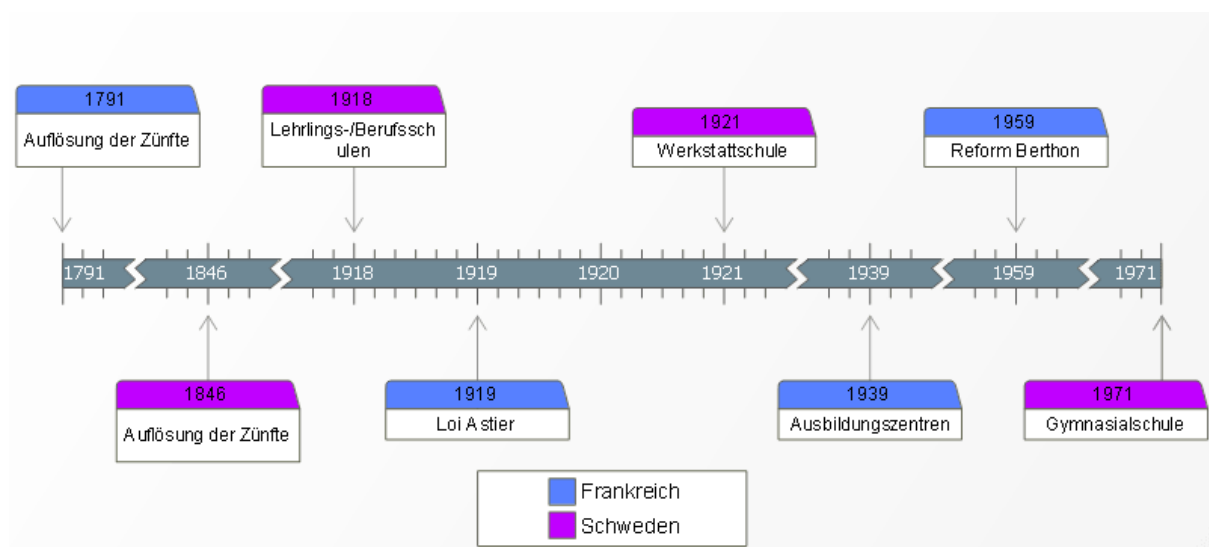 1791
Auflösung der Zünfte
1918
Lehrlings-/Berufssch
ulen
1921
Werkstattschule
1959
Reform Berthon
1791 1846 1918 1919 1920 1921 1939 1959 1971
1846
Auflösung der Zünfte
1919
Loi Astier
1939
Ausbildungszentren
1971
Gymnasialschule
Frankreich
Schweden